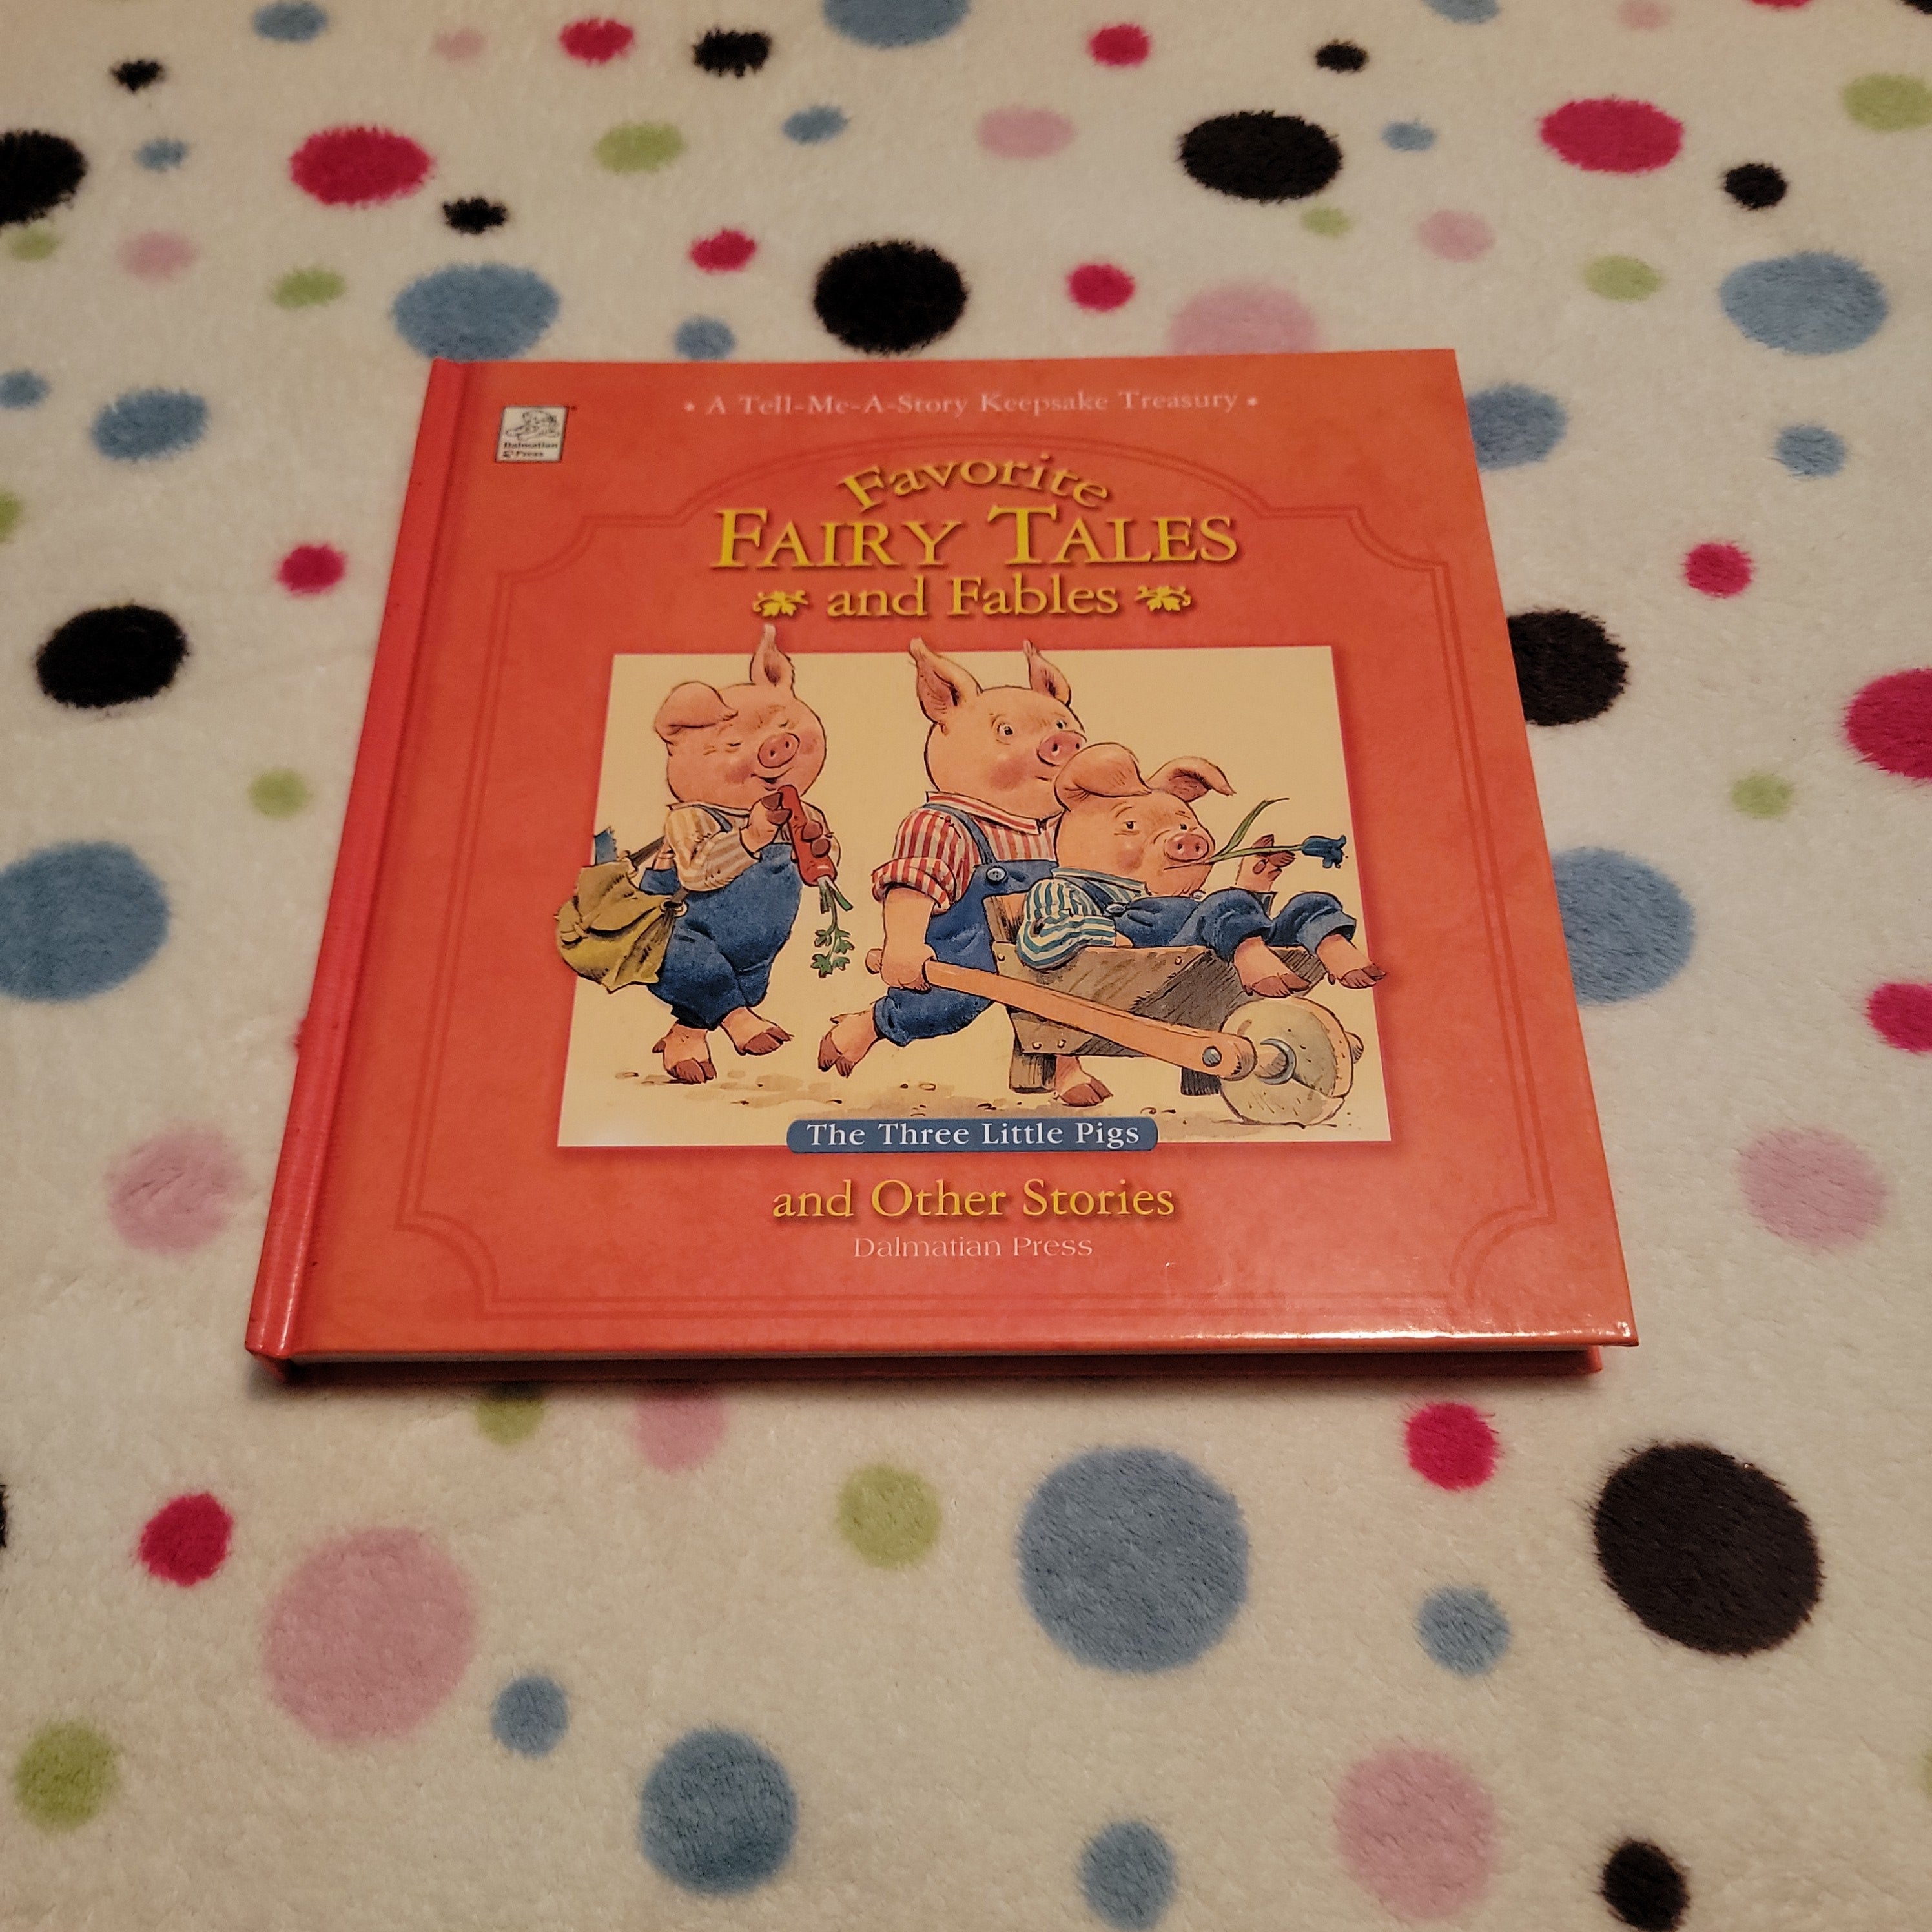 • A Tell-Me-A-Story Keepsake Treasury •
Dalmatian
Press
Favorite
FAIRY TALES
and Fables
The Three Little Pigs
and Other Stories
Dalmatian Press